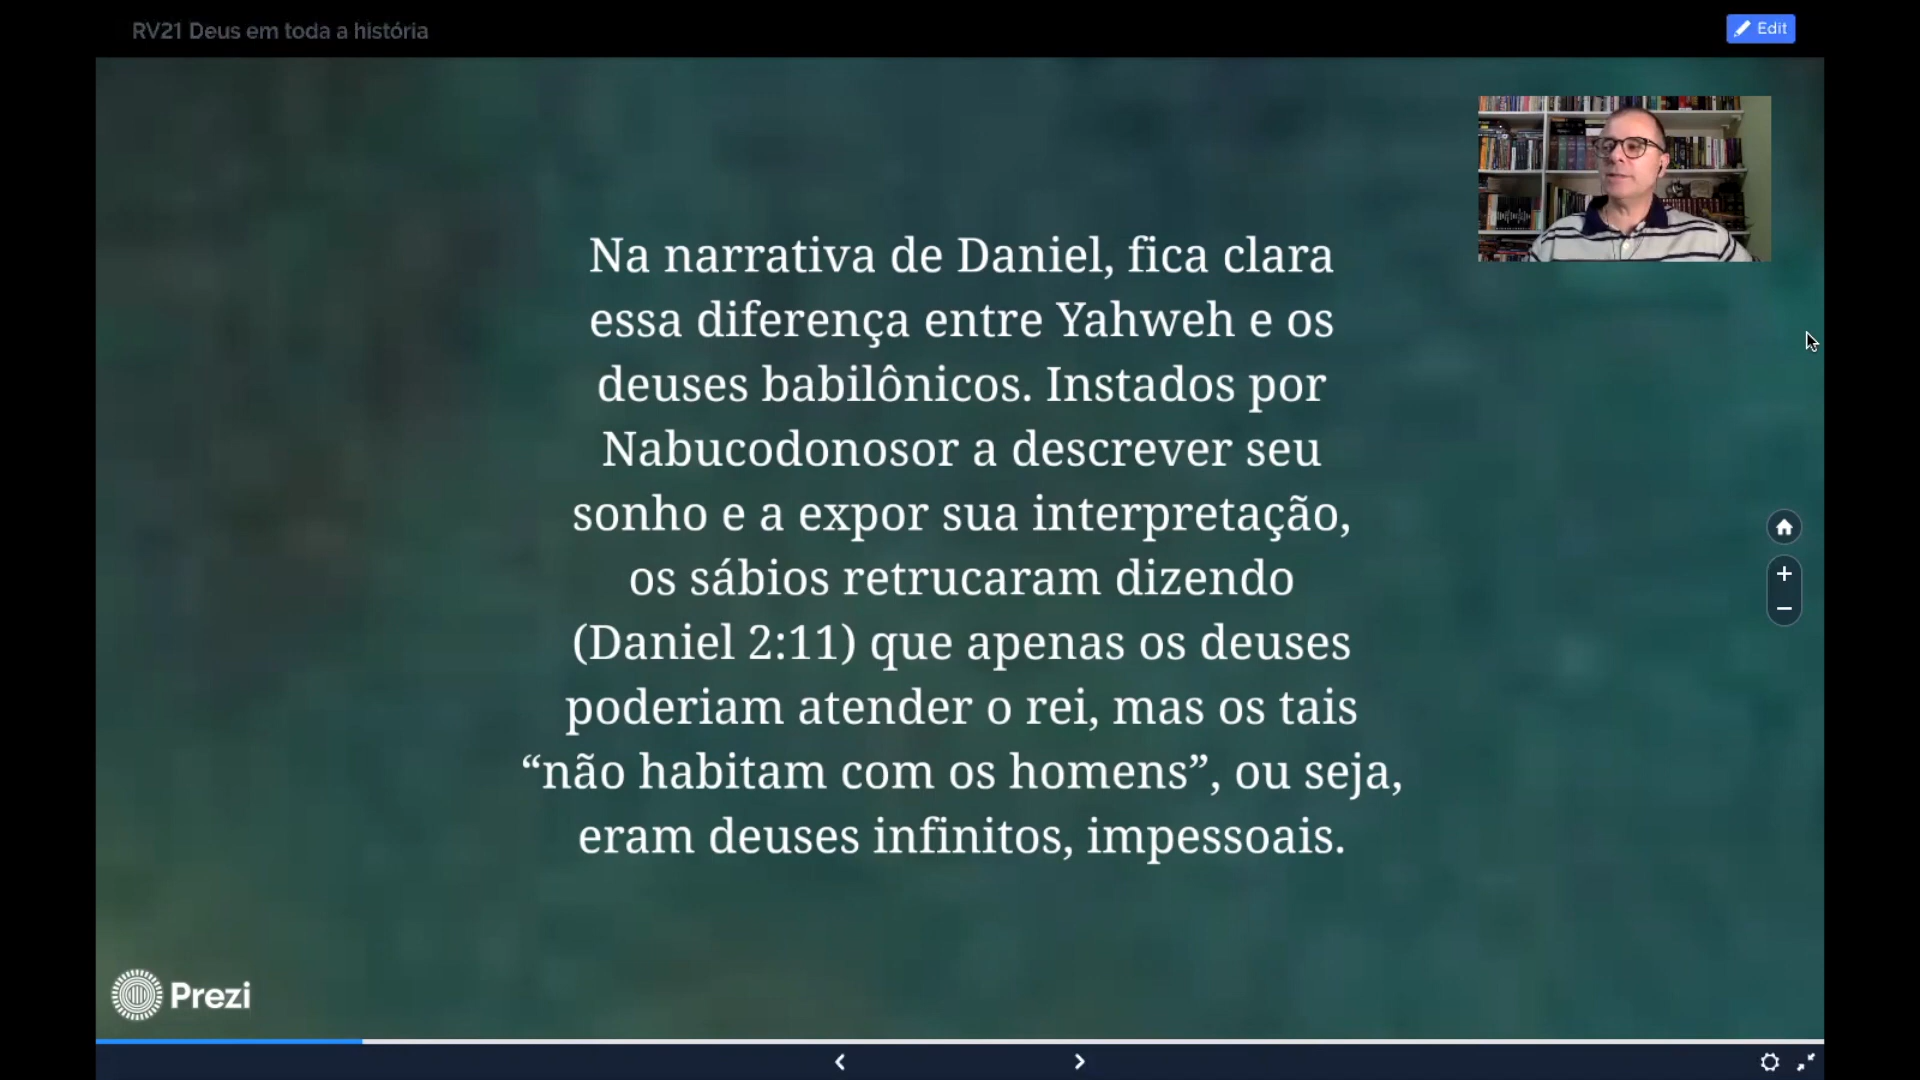 RV21 Deus em toda a história
Edit
Na narrativa de Daniel, fica clara
essa diferença entre Yahweh e os
deuses babilônicos. Instados por
Nabucodonosor a descrever seu
sonho e a expor sua interpretação,
os sábios retrucaram dizendo
(Daniel 2:11) que apenas os deuses
poderiam atender o rei, mas os tais
“não habitam com os homens”, ou seja,
eram deuses infinitos, impessoais.
Prezi